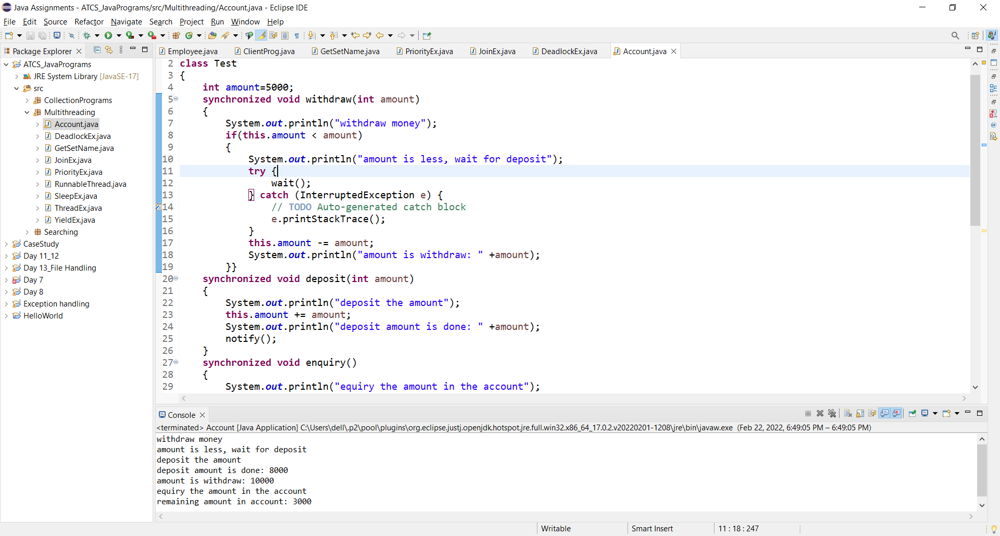 Java Assignments - ATCS_JavaPrograms/src/Multithreading/Account.java - Eclipse IDE
File Edit Source Refactor Navigate Search Project Run Window Help
Package Explorer
ATCS_JavaPrograms
JRE System Library [JavaSE-17]
src
CollectionPrograms
Multithreading
Account.java
DeadlockEx.java
GetSetName.java
JoinEx.java
PriorityEx.java
RunnableThread.java
SleepEx.java
ThreadEx.java
YieldEx.java
Searching
CaseStudy
Day 11_12
Day 13_File Handling
Day 7
Day 8
Exception handling
HelloWorld
Employee.java ClientProg.java GetSetName.java PriorityEx.java JoinEx.java DeadlockEx.java Account.java
2 class Test
3 {
4     int amount=5000;
5     synchronized void withdraw(int amount)
6     {
7         System.out.println("withdraw money");
8         if(this.amount < amount)
9         {
10             System.out.println("amount is less, wait for deposit");
11             try {
12                 wait();
13             } catch (InterruptedException e) {
14                 // TODO Auto-generated catch block
15                 e.printStackTrace();
16             }
17             this.amount -= amount;
18             System.out.println("amount is withdraw: " +amount);
19         }}
20     synchronized void deposit(int amount)
21     {
22         System.out.println("deposit the amount");
23         this.amount += amount;
24         System.out.println("deposit amount is done: " +amount);
25         notify();
26     }
27     synchronized void enquiry()
28     {
29         System.out.println("equiry the amount in the account");
Console
<terminated> Account [Java Application] C:\Users\dell\.p2\pool\plugins\org.eclipse.justj.openjdk.hotspot.jre.full.win32.x86_64_17.0.2.v20220201-1208\jre\bin\javaw.exe (Feb 22, 2022, 6:49:05 PM – 6:49:05 PM)
withdraw money
amount is less, wait for deposit
deposit the amount
deposit amount is done: 8000
amount is withdraw: 10000
equiry the amount in the account
remaining amount in account: 3000
Writable Smart Insert 11 : 18 : 247